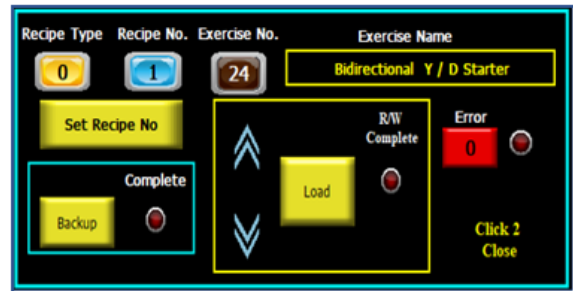 Recipe Type Recipe No. Exercise No. Exercise Name
0 1 24 Bidirectional Y / D Starter
Set Recipe No
R/W
Complete
Error
0
Complete
Backup
Load
Click 2
Close